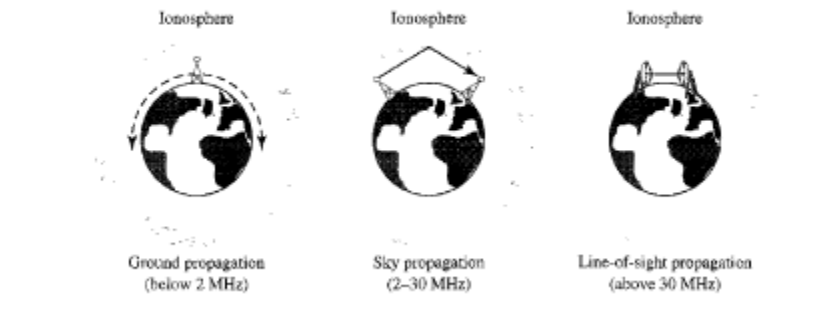 Ionosphere
Ionosphere
Ionosphere
Ground propagation
(below 2 MHz)
Sky propagation
(2–30 MHz)
Line-of-sight propagation
(above 30 MHz)